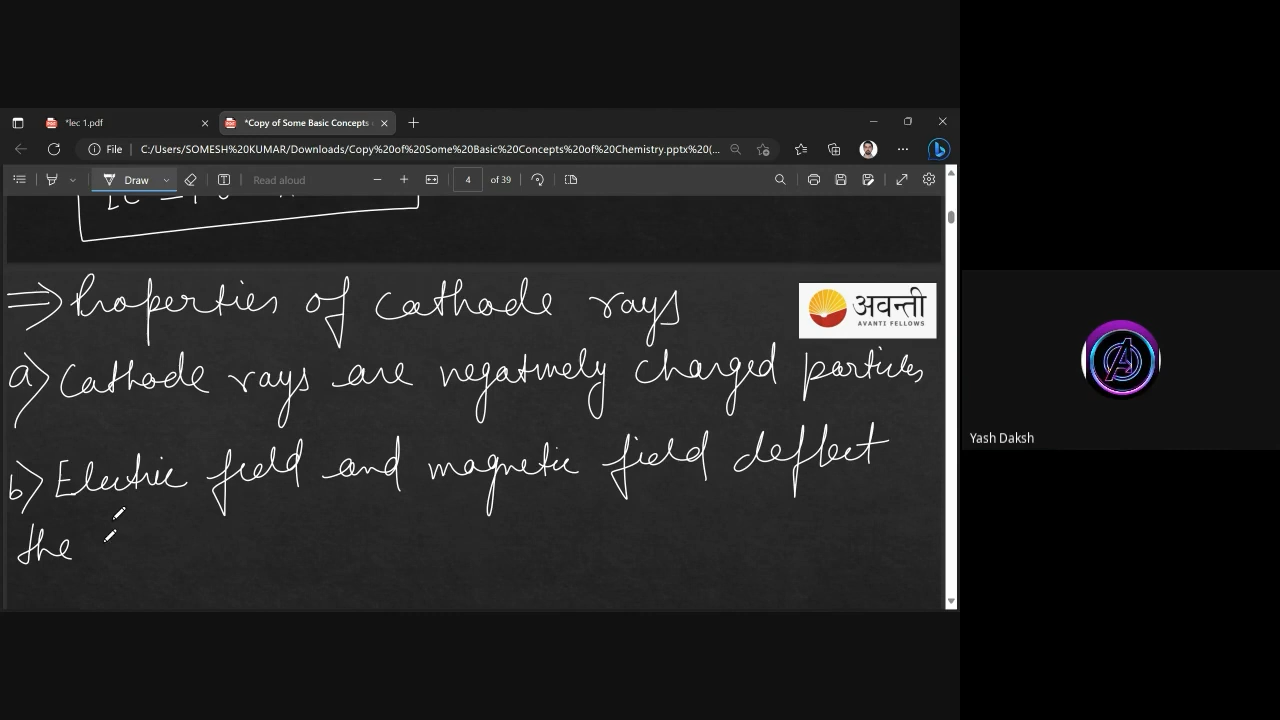 *lec 1.pdf
*Copy of Some Basic Concepts
File C:/Users/SOMESH%20KUMAR/Downloads/Copy%20of%20Some%20Basic%20Concepts%20of%20Chemistry.pptx%20(...
Draw Read aloud 4 of 39
⇒ Properties of cathode rays
अवन्ती
AVANTI FELLOWS
a) Cathode rays are negatively charged particles
b) Electric field and magnetic field deflect
the
Yash Daksh